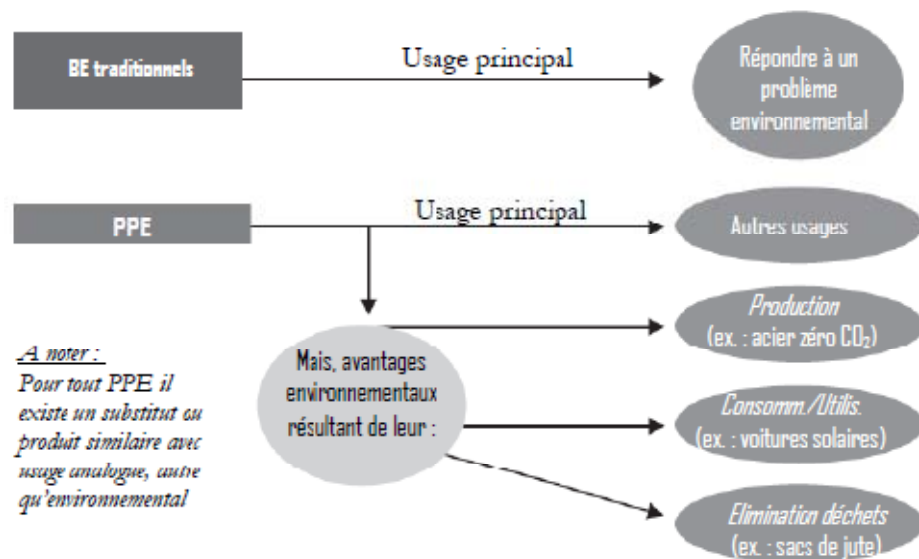 BE traditionnels
Usage principal
Répondre à un
problème
environnemental
PPE
Usage principal
Autres usages
Production
(ex. : acier zéro CO₂)
Mais, avantages
environnementaux
résultant de leur :
Consomm./Utilis.
(ex. : voitures solaires)
Elimination déchets
(ex. : sacs de jute)
A noter :
Pour tout PPE il
existe un substitut ou
produit similaire avec
usage analogue, autre
qu'environnemental